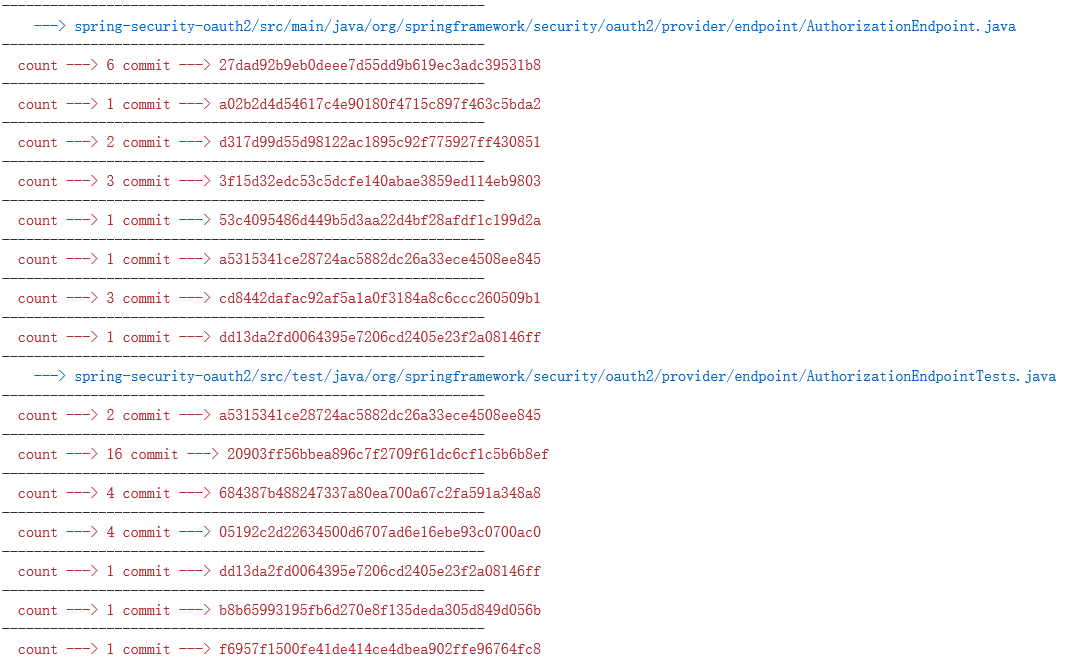 ------------------------------------------------------------
---> spring-security-oauth2/src/main/java/org/springframework/security/oauth2/provider/endpoint/AuthorizationEndpoint.java
------------------------------------------------------------
count ---> 6 commit ---> 27dad92b9eb0deee7d55dd9b619ec3adc39531b8
------------------------------------------------------------
count ---> 1 commit ---> a02b2d4d54617c4e90180f4715c897f463c5bda2
------------------------------------------------------------
count ---> 2 commit ---> d317d99d55d98122ac1895c92f775927ff430851
------------------------------------------------------------
count ---> 3 commit ---> 3f15d32edc53c5dcfe140abae3859ed114eb9803
------------------------------------------------------------
count ---> 1 commit ---> 53c4095486d449b5d3aa22d4bf28afdf1c199d2a
------------------------------------------------------------
count ---> 1 commit ---> a5315341ce28724ac5882dc26a33ece4508ee845
------------------------------------------------------------
count ---> 3 commit ---> cd8442dafac92af5a1a0f3184a8c6ccc260509b1
------------------------------------------------------------
count ---> 1 commit ---> dd13da2fd0064395e7206cd2405e23f2a08146ff
------------------------------------------------------------
---> spring-security-oauth2/src/test/java/org/springframework/security/oauth2/provider/endpoint/AuthorizationEndpointTests.java
------------------------------------------------------------
count ---> 2 commit ---> a5315341ce28724ac5882dc26a33ece4508ee845
------------------------------------------------------------
count ---> 16 commit ---> 20903ff56bbea896c7f2709f61dc6cf1c5b6b8ef
------------------------------------------------------------
count ---> 4 commit ---> 684387b488247337a80ea700a67c2fa591a348a8
------------------------------------------------------------
count ---> 4 commit ---> 05192c2d22634500d6707ad6e16ebe93c0700ac0
------------------------------------------------------------
count ---> 1 commit ---> dd13da2fd0064395e7206cd2405e23f2a08146ff
------------------------------------------------------------
count ---> 1 commit ---> b8b65993195fb6d270e8f135deda305d849d056b
------------------------------------------------------------
count ---> 1 commit ---> f6957f1500fe41de414ce4dbea902ffe96764fc8